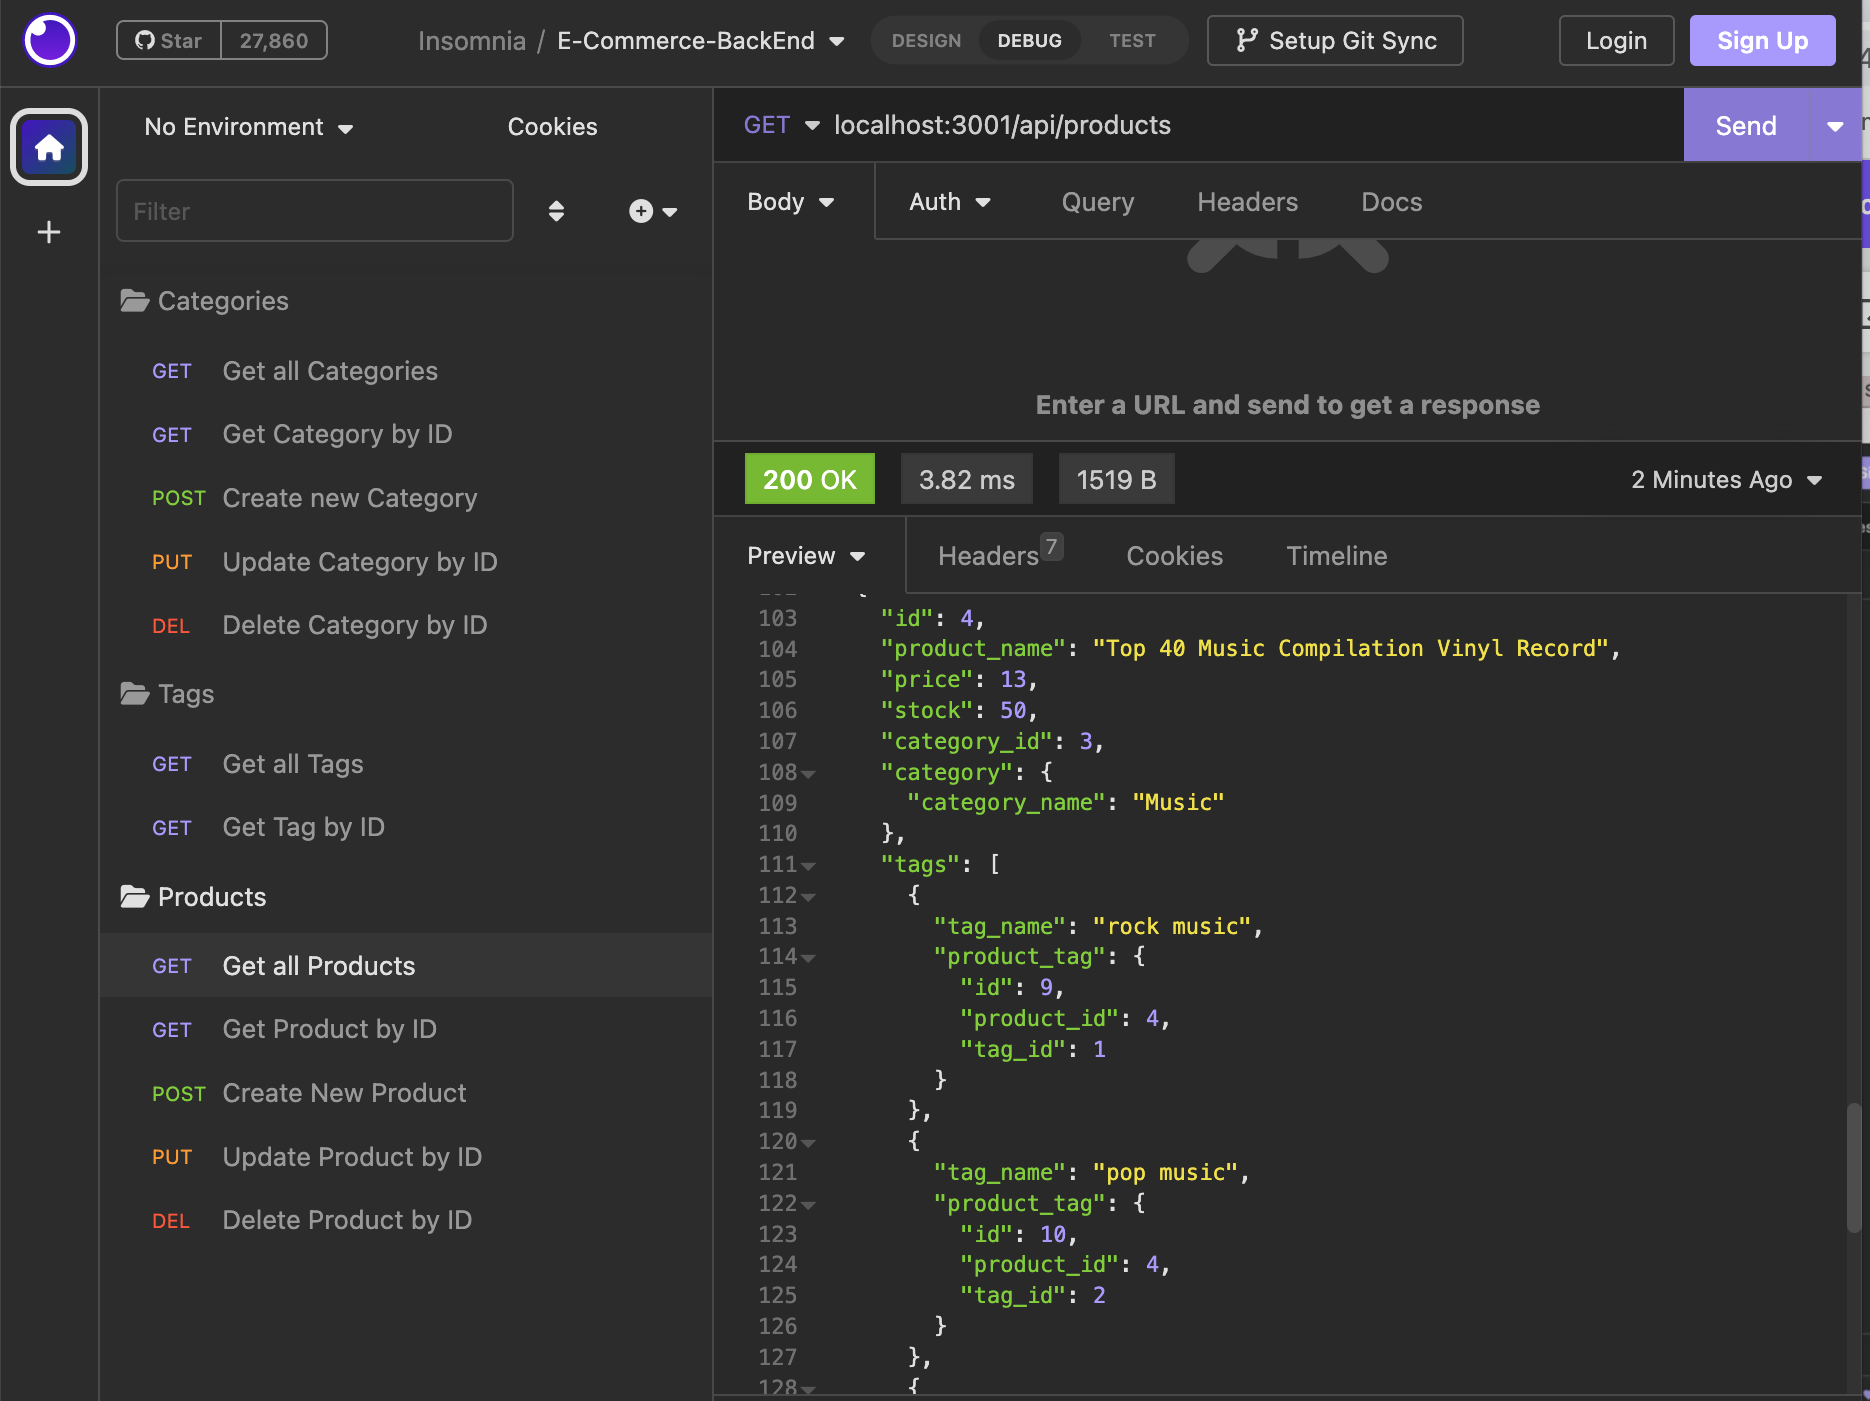 Star 27,860
Insomnia / E-Commerce-BackEnd
DESIGN DEBUG TEST
Setup Git Sync
Login
Sign Up
No Environment
Cookies
Filter
Categories
GET Get all Categories
GET Get Category by ID
POST Create new Category
PUT Update Category by ID
DEL Delete Category by ID
Tags
GET Get all Tags
GET Get Tag by ID
Products
GET Get all Products
GET Get Product by ID
POST Create New Product
PUT Update Product by ID
DEL Delete Product by ID
GET localhost:3001/api/products
Send
Body Auth Query Headers Docs
Enter a URL and send to get a response
200 OK 3.82 ms 1519 B 2 Minutes Ago
Preview Headers 7 Cookies Timeline
103 "id": 4,
104 "product_name": "Top 40 Music Compilation Vinyl Record",
105 "price": 13,
106 "stock": 50,
107 "category_id": 3,
108 "category": {
109 "category_name": "Music"
110 },
111 "tags": [
112 {
113 "tag_name": "rock music",
114 "product_tag": {
115 "id": 9,
116 "product_id": 4,
117 "tag_id": 1
118 }
119 },
120 {
121 "tag_name": "pop music",
122 "product_tag": {
123 "id": 10,
124 "product_id": 4,
125 "tag_id": 2
126 }
127 },
128 {